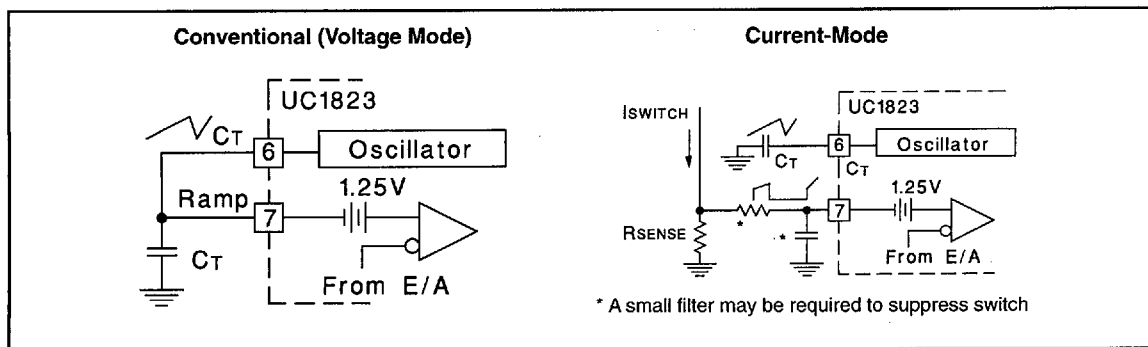 Conventional (Voltage Mode)
UC1823
CT
6
Oscillator
Ramp
1.25V
7
CT
From E/A
Current-Mode
UC1823
ISWITCH
6
Oscillator
CT
CT
1.25V
7
RSENSE
*
*
From E/A
* A small filter may be required to suppress switch